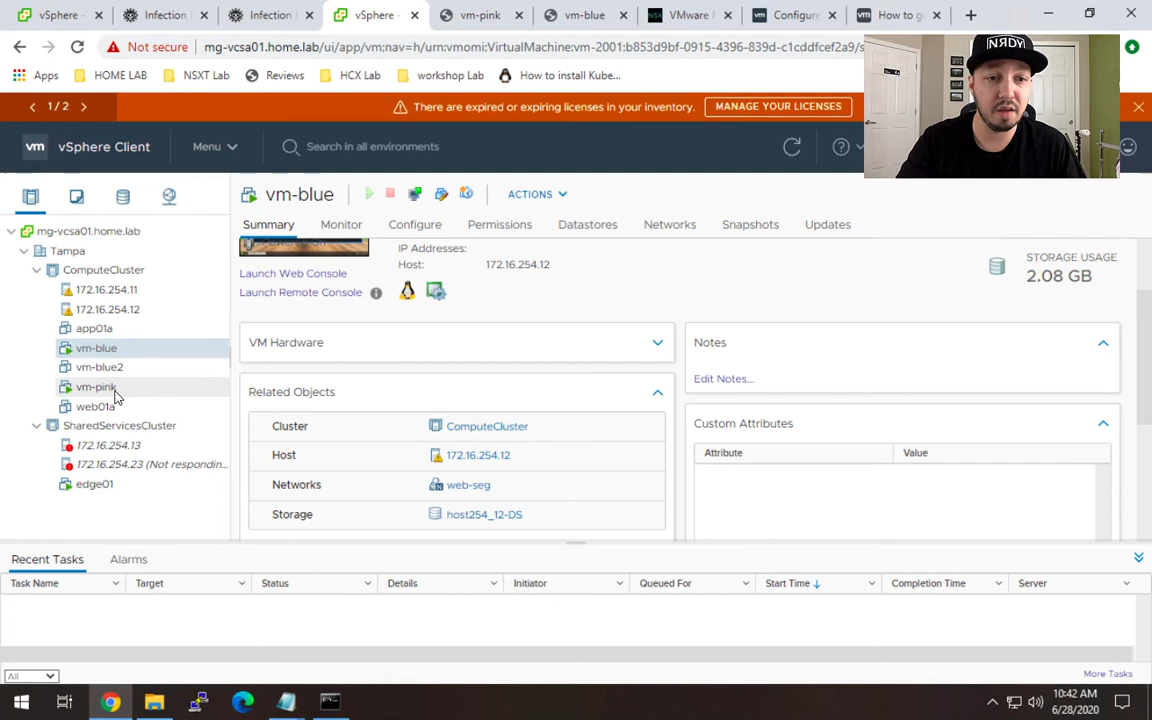 vSphere -
Infection
Infection
vSphere -
vm-pink
vm-blue
NSX
VMware
vm
Configure
vm
How to g
Not secure
mg-vcsa01.home.lab/ui/app/vm;nav=h/urn:vmomi:VirtualMachine:vm-2001:b853d9bf-0915-4396-839d-c1cddfcef2a9/s
Apps
HOME LAB
NSXT Lab
Reviews
HCX Lab
workshop Lab
How to install Kube...
1/2
There are expired or expiring licenses in your inventory.
MANAGE YOUR LICENSES
vm
vSphere Client
Menu
Search in all environments
vm-blue
ACTIONS
Summary
Monitor
Configure
Permissions
Datastores
Networks
Snapshots
Updates
mg-vcsa01.home.lab
Tampa
ComputeCluster
172.16.254.11
172.16.254.12
app01a
vm-blue
vm-blue2
vm-pink
web01a
SharedServicesCluster
172.16.254.13
172.16.254.23 (Not respondin...
edge01
Powered On
IP Addresses:
Host:
172.16.254.12
Launch Web Console
Launch Remote Console
STORAGE USAGE
2.08 GB
VM Hardware
Related Objects
Cluster
ComputeCluster
Host
172.16.254.12
Networks
web-seg
Storage
host254_12-DS
Notes
Edit Notes...
Custom Attributes
Attribute
Value
Recent Tasks
Alarms
Task Name
Target
Status
Details
Initiator
Queued For
Start Time
Completion Time
Server
All
More Tasks
10:42 AM
6/28/2020